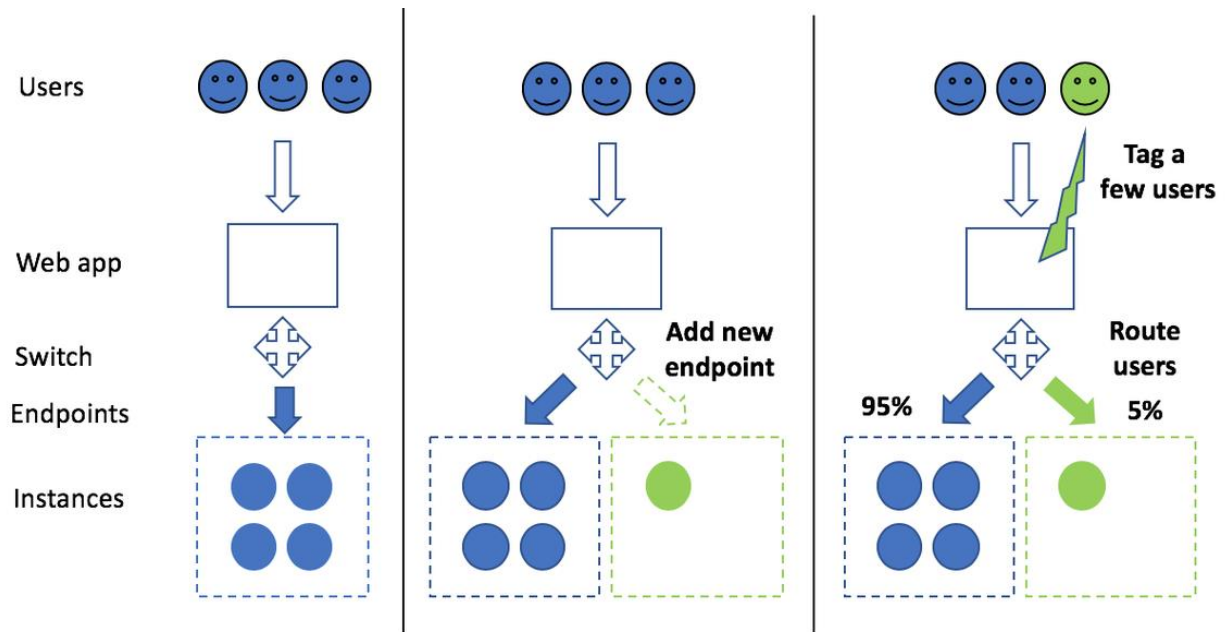 Users
Tag a
few users
Web app
Switch
Add new
endpoint
Route
users
Endpoints
95%
5%
Instances